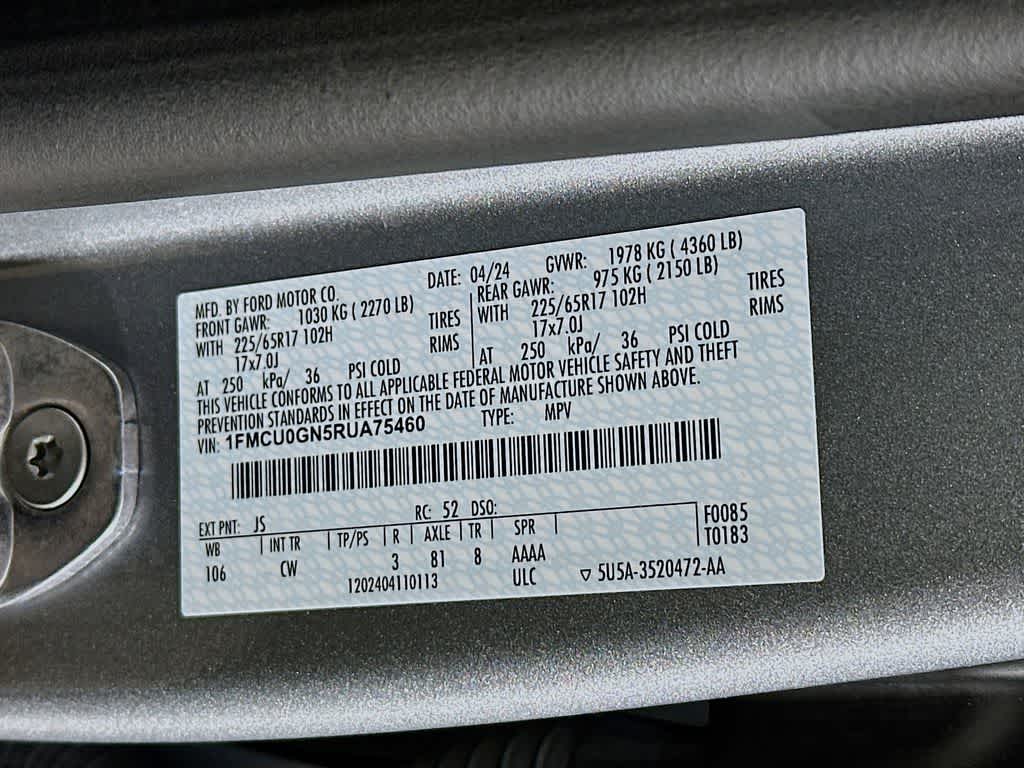 MFD. BY FORD MOTOR CO. DATE: 04/24 GVWR: 1978 KG ( 4360 LB)
FRONT GAWR: 1030 KG ( 2270 LB) REAR GAWR: 975 KG ( 2150 LB)
WITH 225/65R17 102H TIRES WITH 225/65R17 102H TIRES
17x7.0J RIMS 17x7.0J RIMS
AT 250 kPa/ 36 PSI COLD AT 250 kPa/ 36 PSI COLD
THIS VEHICLE CONFORMS TO ALL APPLICABLE FEDERAL MOTOR VEHICLE SAFETY AND THEFT
PREVENTION STANDARDS IN EFFECT ON THE DATE OF MANUFACTURE SHOWN ABOVE.
VIN: 1FMCU0GN5RUA75460 TYPE: MPV
EXT PNT: JS RC: 52 DSO: F0085
WB INT TR TP/PS R AXLE TR SPR T0183
106 CW 3 81 8 AAAA
1202404110113 ULC ▽ 5U5A-3520472-AA